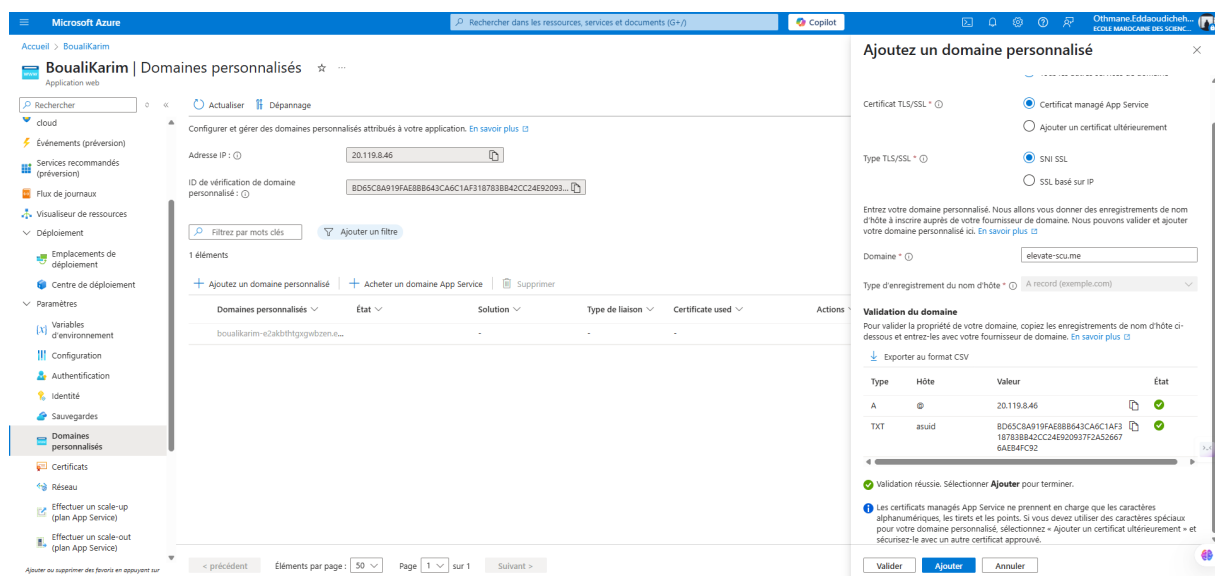 Microsoft Azure
Rechercher dans les ressources, services et documents (G+/)
Copilot
Othmane.Eddaoudicheh...
ECOLE MAROCAINE DES SCIENC...
Accueil > BoualiKarim
BoualiKarim | Domaines personnalisés
Application web
Rechercher
cloud
Événements (préversion)
Services recommandés
(préversion)
Flux de journaux
Visualiseur de ressources
Déploiement
Emplacements de
déploiement
Centre de déploiement
Paramètres
Variables
d'environnement
Configuration
Authentification
Identité
Sauvegardes
Domaines
personnalisés
Certificats
Réseau
Effectuer un scale-up
(plan App Service)
Effectuer un scale-out
(plan App Service)
Ajouter ou supprimer des favoris en appuyant sur
Actualiser Dépannage
Configurer et gérer des domaines personnalisés attribués à votre application. En savoir plus
Adresse IP : 20.119.8.46
ID de vérification de domaine
personnalisé : BD65C8A919FAE8BB643CA6C1AF318783BB42CC24E92093...
Filtrez par mots clés Ajouter un filtre
1 éléments
Ajoutez un domaine personnalisé Acheter un domaine App Service Supprimer
Domaines personnalisés État Solution Type de liaison Certificate used Actions
boualikarim-e2akbthtgxgwbzen.e... - - -
< précédent Éléments par page : 50 Page 1 sur 1 Suivant >
Ajoutez un domaine personnalisé
Certificat TLS/SSL * Certificat managé App Service
Ajouter un certificat ultérieurement
Type TLS/SSL * SNI SSL
SSL basé sur IP
Entrez votre domaine personnalisé. Nous allons vous donner des enregistrements de nom
d'hôte à inscrire auprès de votre fournisseur de domaine. Nous pouvons valider et ajouter
votre domaine personnalisé ici. En savoir plus
Domaine * elevate-scu.me
Type d'enregistrement du nom d'hôte * A record (exemple.com)
Validation du domaine
Pour valider la propriété de votre domaine, copiez les enregistrements de nom d'hôte ci-
dessous et entrez-les avec votre fournisseur de domaine. En savoir plus
Exporter au format CSV
Type Hôte Valeur État
A @ 20.119.8.46
TXT asuid BD65C8A919FAE8BB643CA6C1AF3
18783BB42CC24E920937F2A52667
6AEB4FC92
Validation réussie. Sélectionner Ajouter pour terminer.
Les certificats managés App Service ne prennent en charge que les caractères
alphanumériques, les tirets et les points. Si vous devez utiliser des caractères spéciaux
pour votre domaine personnalisé, sélectionnez « Ajouter un certificat ultérieurement » et
sécurisez-le avec un autre certificat approuvé.
Valider Ajouter Annuler